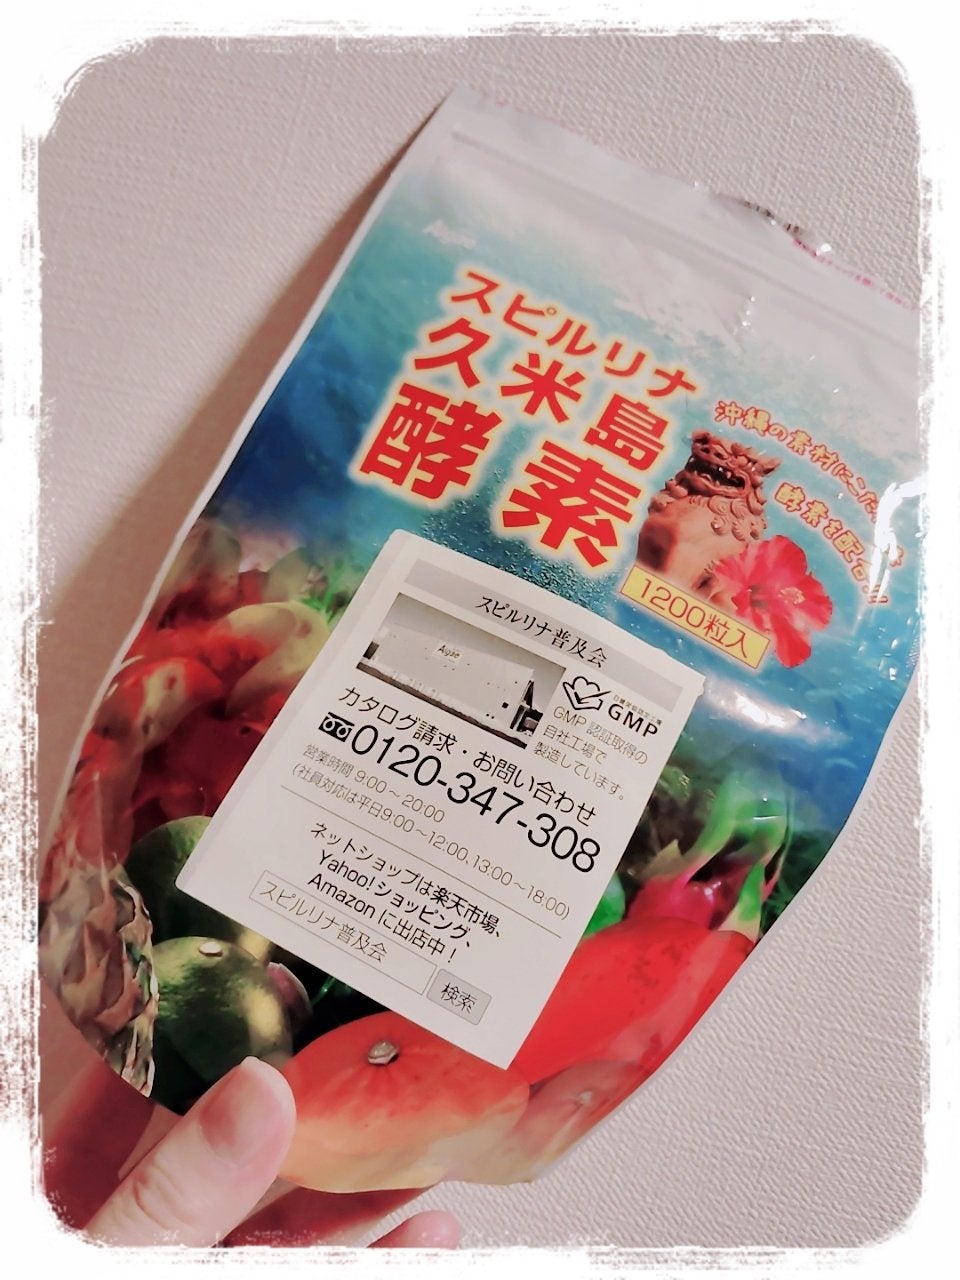 Algae
スピルリナ
久米島
酵素
沖縄の素材にこだ
酵素を配合
1200粒入
スピルリナ普及会
Algae
GMP
GMP 認証取得の
自社工場で
製造しています。
カタログ請求・お問い合わせ
0120-347-308
営業時間 9:00～20:00
(社員対応は平日9:00～12:00,13:00～18:00)
ネットショップは楽天市場、
Yahoo!ショッピング、
Amazonに出店中！
スピルリナ普及会
検索